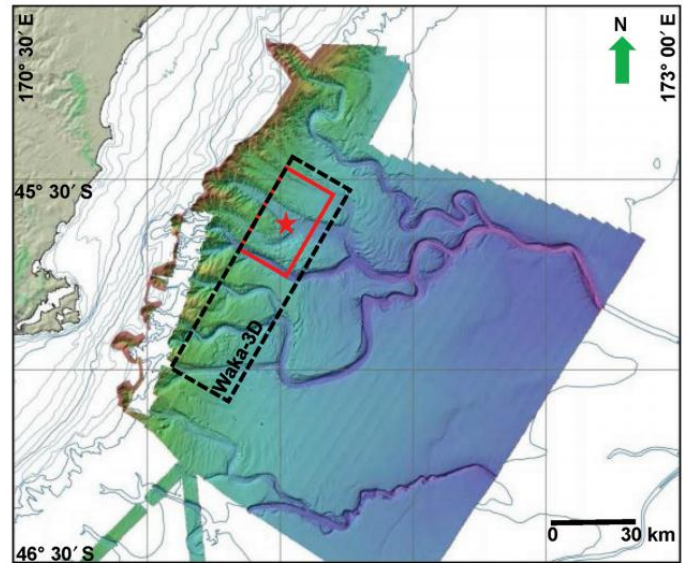 170° 30′ E
N
173° 00′ E
45° 30′ S
Waka-3D
0 30 km
46° 30′ S